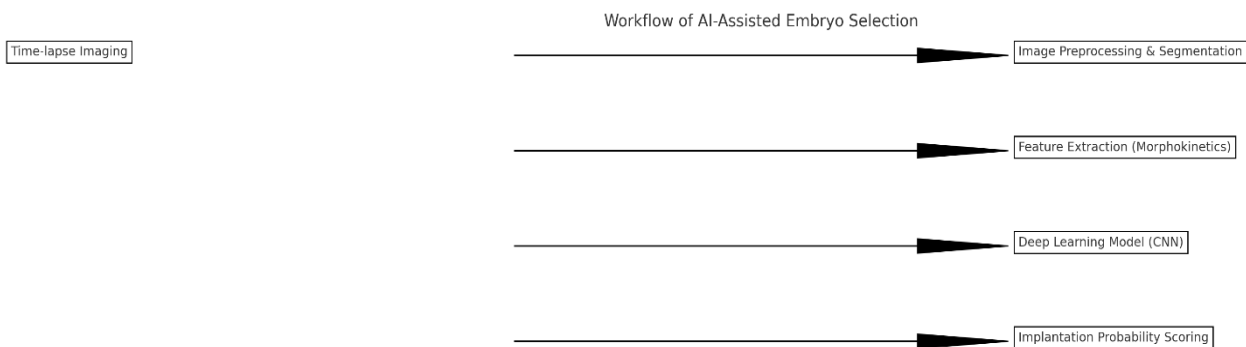 Workflow of AI-Assisted Embryo Selection
Time-lapse Imaging
Image Preprocessing & Segmentation
Feature Extraction (Morphokinetics)
Deep Learning Model (CNN)
Implantation Probability Scoring